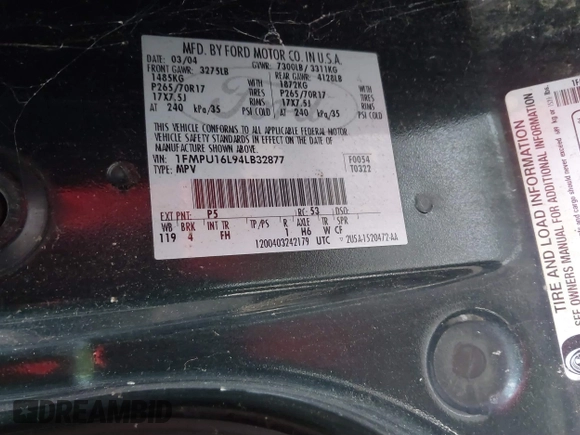 MFD. BY FORD MOTOR CO. IN U.S.A.
DATE: 03/04 GVWR: 7300LB / 3311KG
FRONT GAWR: 3275LB REAR GAWR: 4128LB
1485KG 1872KG
P265/70R17 TIRES P265/70R17
17X7.5J RIMS 17X7.5J
AT 240 kPa/35 PSI COLD AT 240 kPa/35 PSI COLD
THIS VEHICLE CONFORMS TO ALL APPLICABLE FEDERAL MOTOR
VEHICLE SAFETY STANDARDS IN EFFECT ON THE DATE OF
MANUFACTURE SHOWN ABOVE.
VIN: 1FMPU16L94LB32877 F0054
TYPE: MPV T0322
EXT PNT: P5 RC: 53 DSO:
WB BRK INT TR TP/PS R AXLE TR SPR
119 4 FH 1 H6 W CF
1200403242179 UTC 2U5A-1520472-AA
TIRE AND LOAD INFORMATION
SEE OWNERS MANUAL FOR ADDITIONAL INFORMATION
and cargo should never exceed
DREAMBID